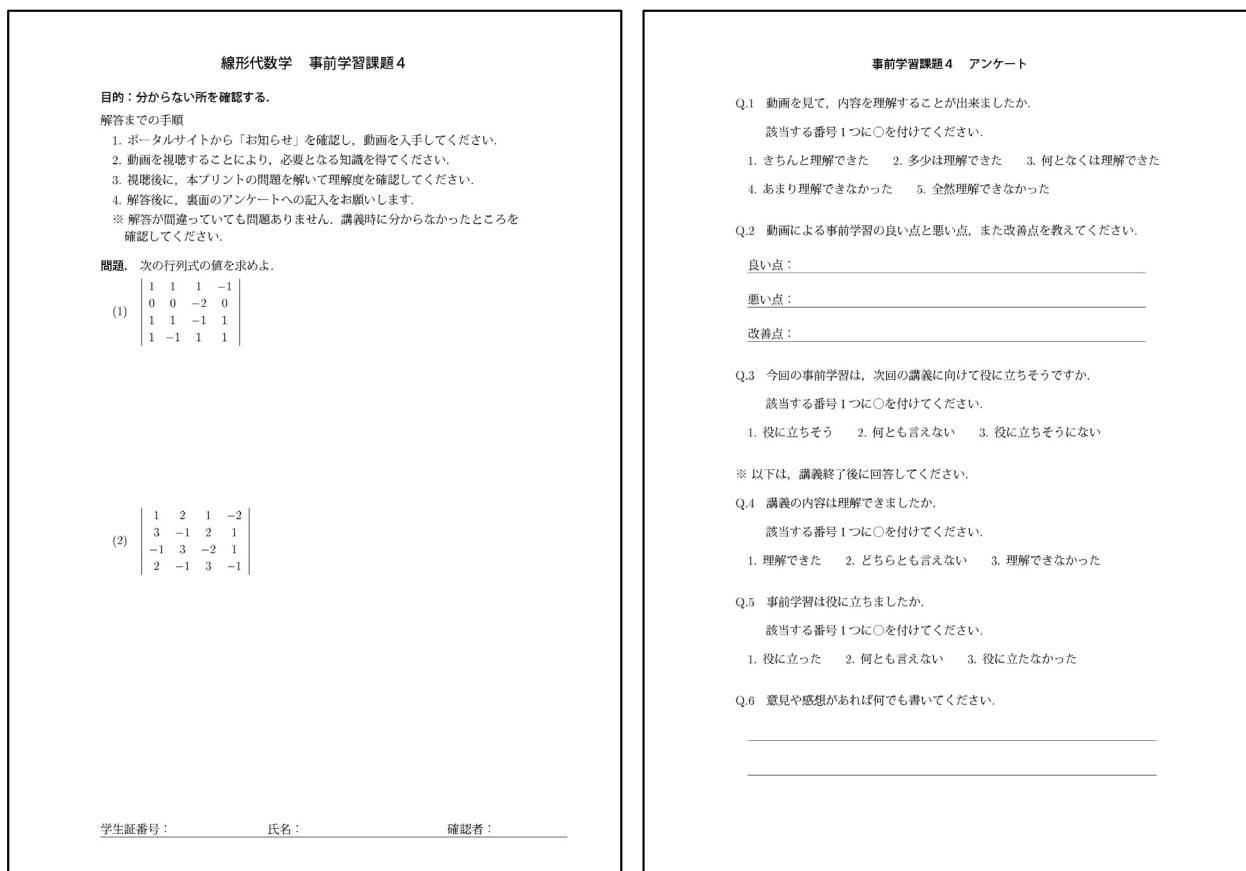 線形代数学 事前学習課題4
目的：分からない所を確認する．
解答までの手順
1. ポータルサイトから「お知らせ」を確認し，動画を入手してください．
2. 動画を視聴することにより，必要となる知識を得てください．
3. 視聴後に，本プリントの問題を解いて理解度を確認してください．
4. 解答後に，裏面のアンケートへの記入をお願いします．
※ 解答が間違っていても問題ありません．講義時に分からなかったところを
確認してください．
問題． 次の行列式の値を求めよ．
(1)
1 1 1 −1
0 0 −2 0
1 1 −1 1
1 −1 1 1
(2)
1 2 1 −2
3 −1 2 1
−1 3 −2 1
2 −1 3 −1
学生証番号： 氏名： 確認者：
事前学習課題4 アンケート
Q.1 動画を見て，内容を理解することが出来ましたか．
該当する番号1つに○を付けてください．
1. きちんと理解できた 2. 多少は理解できた 3. 何となくは理解できた
4. あまり理解できなかった 5. 全然理解できなかった
Q.2 動画による事前学習の良い点と悪い点，また改善点を教えてください．
良い点：
悪い点：
改善点：
Q.3 今回の事前学習は，次回の講義に向けて役に立ちそうですか．
該当する番号1つに○を付けてください．
1. 役に立ちそう 2. 何とも言えない 3. 役に立ちそうにない
※ 以下は，講義終了後に回答してください．
Q.4 講義の内容は理解できましたか．
該当する番号1つに○を付けてください．
1. 理解できた 2. どちらとも言えない 3. 理解できなかった
Q.5 事前学習は役に立ちましたか．
該当する番号1つに○を付けてください．
1. 役に立った 2. 何とも言えない 3. 役に立たなかった
Q.6 意見や感想があれば何でも書いてください．